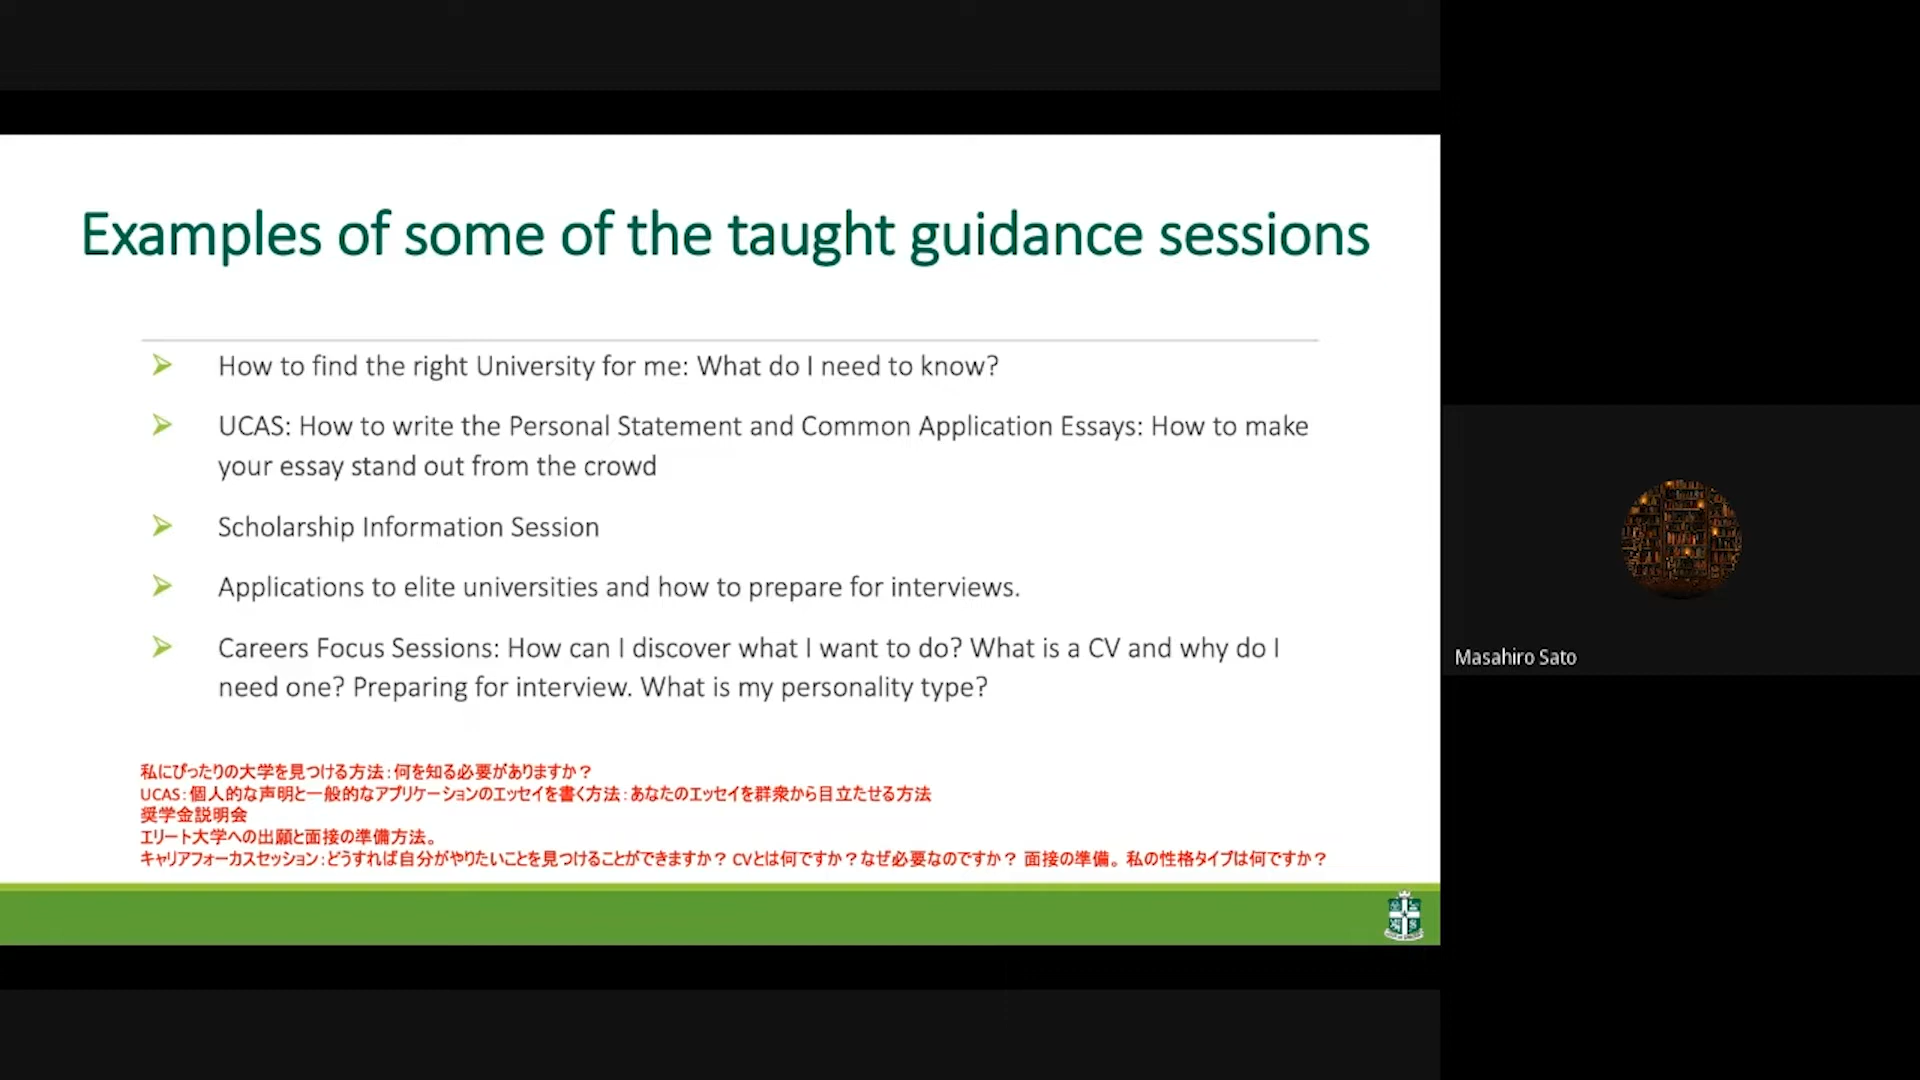 Examples of some of the taught guidance sessions
How to find the right University for me: What do I need to know?
UCAS: How to write the Personal Statement and Common Application Essays: How to make
your essay stand out from the crowd
Scholarship Information Session
Applications to elite universities and how to prepare for interviews.
Careers Focus Sessions: How can I discover what I want to do? What is a CV and why do I
need one? Preparing for interview. What is my personality type?
私にぴったりの大学を見つける方法：何を知る必要がありますか？
UCAS：個人的な声明と一般的なアプリケーションのエッセイを書く方法：あなたのエッセイを群衆から目立たせる方法
奨学金説明会
エリート大学への出願と面接の準備方法。
キャリアフォーカスセッション：どうすれば自分がやりたいことを見つけることができますか？ CVとは何ですか？なぜ必要なのですか？ 面接の準備。 私の性格タイプは何ですか？
Masahiro Sato